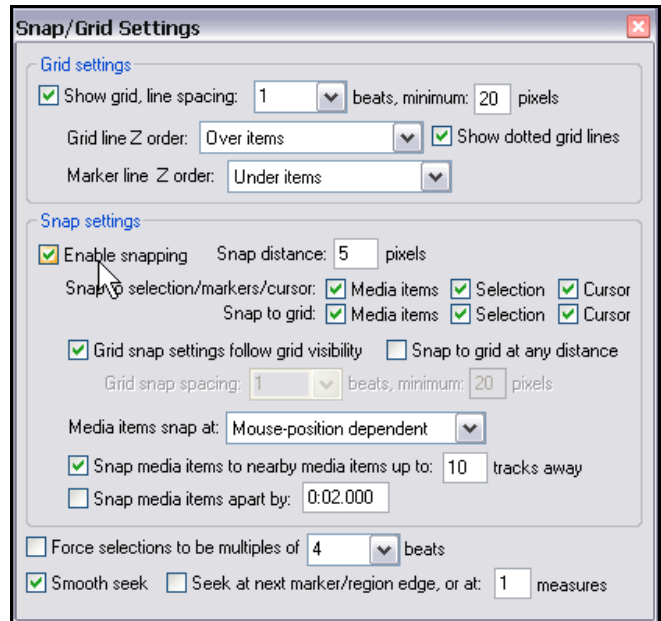 Snap/Grid Settings
Grid settings
Show grid, line spacing: 1 beats, minimum: 20 pixels
Grid line Z order: Over items Show dotted grid lines
Marker line Z order: Under items
Snap settings
Enable snapping Snap distance: 5 pixels
Snap to selection/markers/cursor: Media items Selection Cursor
Snap to grid: Media items Selection Cursor
Grid snap settings follow grid visibility Snap to grid at any distance
Grid snap spacing: 1 beats, minimum: 20 pixels
Media items snap at: Mouse-position dependent
Snap media items to nearby media items up to: 10 tracks away
Snap media items apart by: 0:02.000
Force selections to be multiples of 4 beats
Smooth seek Seek at next marker/region edge, or at: 1 measures